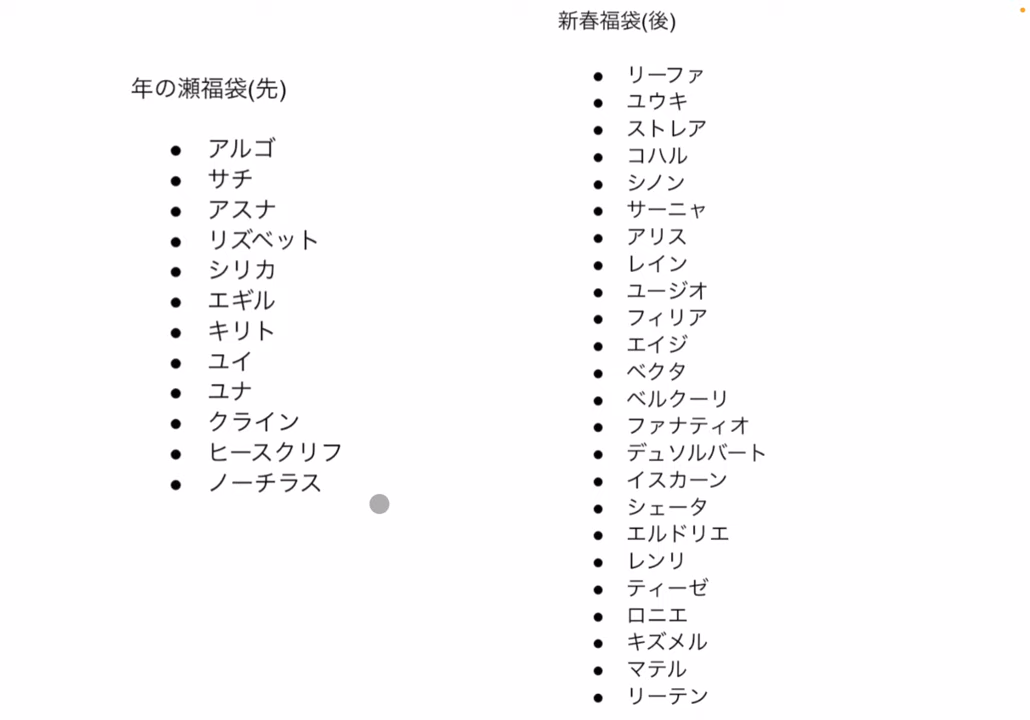 年の瀬福袋(先)
アルゴ
サチ
アスナ
リズベット
シリカ
エギル
キリト
ユイ
ユナ
クライン
ヒースクリフ
ノーチラス
新春福袋(後)
リーファ
ユウキ
ストレア
コハル
シノン
サーニャ
アリス
レイン
ユージオ
フィリア
エイジ
ベクタ
ベルクーリ
ファナティオ
デュソルバート
イスカーン
シェータ
エルドリエ
レンリ
ティーゼ
ロニエ
キズメル
マテル
リーテン